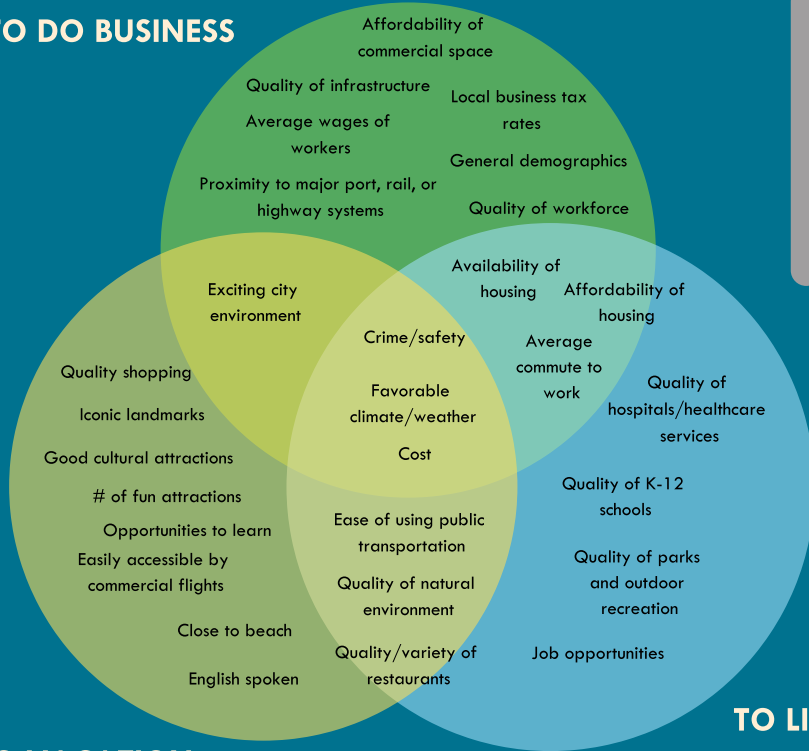 TO DO BUSINESS
Affordability of
commercial space
Quality of infrastructure
Local business tax
rates
Average wages of
workers
General demographics
Proximity to major port, rail, or
highway systems
Quality of workforce
Exciting city
environment
Availability of
housing
Affordability of
housing
Crime/safety
Average
commute to
work
Favorable
climate/weather
Cost
Quality shopping
Iconic landmarks
Good cultural attractions
# of fun attractions
Opportunities to learn
Easily accessible by
commercial flights
Close to beach
English spoken
Ease of using public
transportation
Quality of natural
environment
Quality/variety of
restaurants
Quality of
hospitals/healthcare
services
Quality of K-12
schools
Quality of parks
and outdoor
recreation
Job opportunities
TO LI